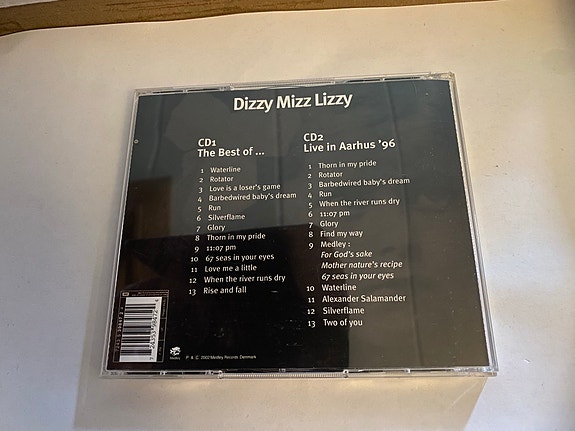 Dizzy Mizz Lizzy
CD1
The Best of ...
1 Waterline
2 Rotator
3 Love is a loser's game
4 Barbedwired baby's dream
5 Run
6 Silverflame
7 Glory
8 Thorn in my pride
9 11:07 pm
10 67 seas in your eyes
11 Love me a little
12 When the river runs dry
13 Rise and fall
CD2
Live in Aarhus '96
1 Thorn in my pride
2 Rotator
3 Barbedwired baby's dream
4 Run
5 When the river runs dry
6 11:07 pm
7 Glory
8 Find my way
9 Medley :
For God's sake
Mother nature's recipe
67 seas in your eyes
10 Waterline
11 Alexander Salamander
12 Silverflame
13 Two of you
Medley
P & © 2002 Medley Records Denmark